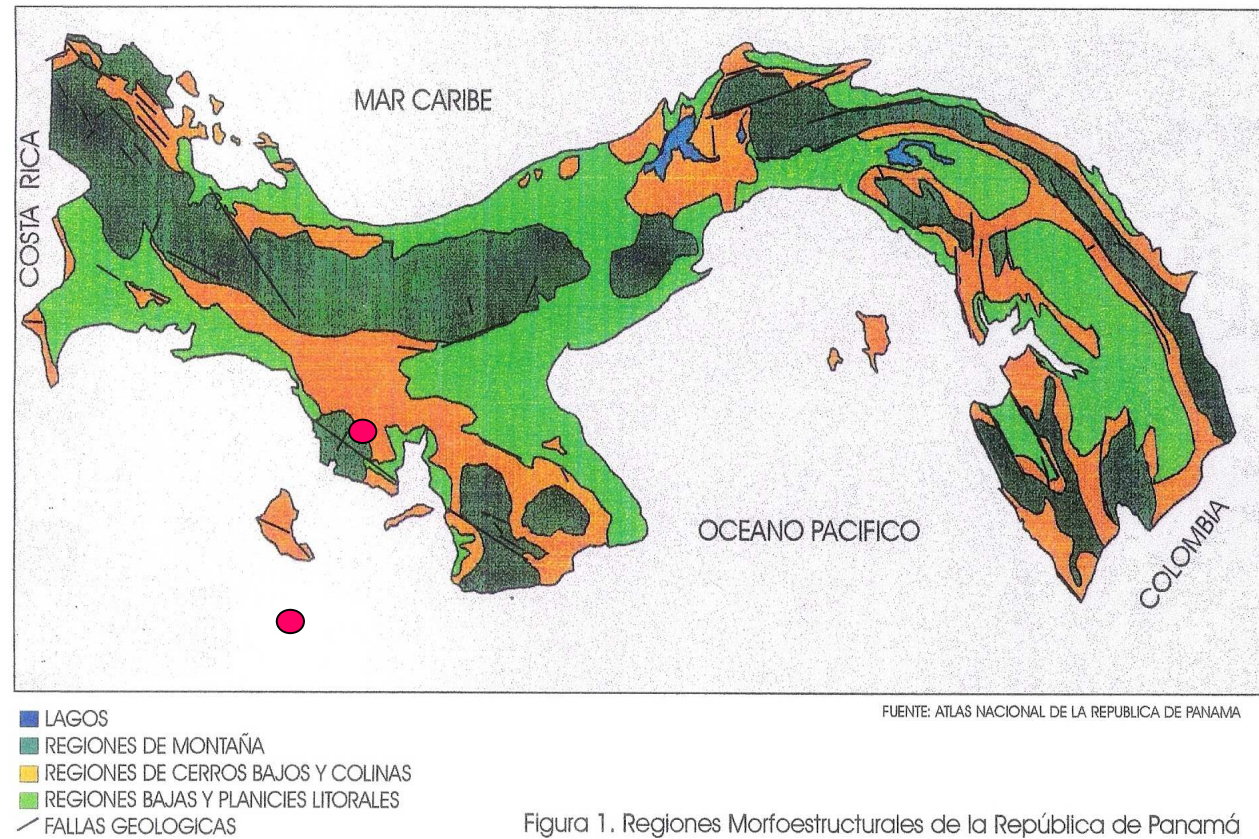 MAR CARIBE
COSTA RICA
OCEANO PACIFICO
COLOMBIA
FUENTE: ATLAS NACIONAL DE LA REPUBLICA DE PANAMA
LAGOS
REGIONES DE MONTAÑA
REGIONES DE CERROS BAJOS Y COLINAS
REGIONES BAJAS Y PLANICIES LITORALES
FALLAS GEOLOGICAS
Figura 1. Regiones Morfoestructurales de la República de Panamá